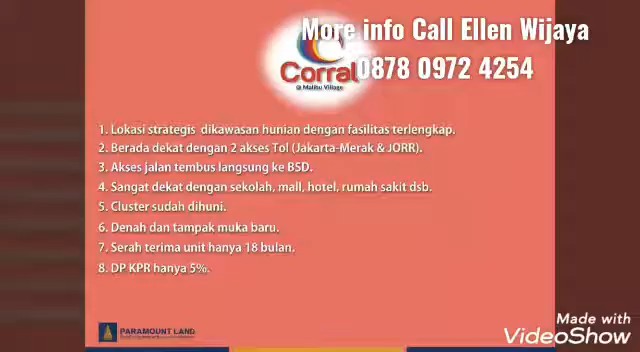 More info Call Ellen Wijaya
0878 0972 4254
Corral
@ Malibu Village
1. Lokasi strategis dikawasan hunian dengan fasilitas terlengkap.
2. Berada dekat dengan 2 akses Tol (Jakarta-Merak & JORR).
3. Akses jalan tembus langsung ke BSD.
4. Sangat dekat dengan sekolah, mall, hotel, rumah sakit dsb.
5. Cluster sudah dihuni.
6. Denah dan tampak muka baru.
7. Serah terima unit hanya 18 bulan.
8. DP KPR hanya 5%.
PARAMOUNT LAND
Made with
VideoShow